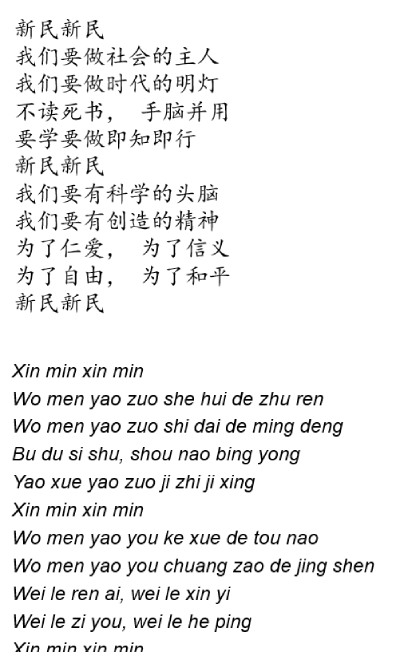 新民新民
我们要做社会的主人
我们要做时代的明灯
不读死书， 手脑并用
要学要做即知即行
新民新民
我们要有科学的头脑
我们要有创造的精神
为了仁爱， 为了信义
为了自由， 为了和平
新民新民
Xin min xin min
Wo men yao zuo she hui de zhu ren
Wo men yao zuo shi dai de ming deng
Bu du si shu, shou nao bing yong
Yao xue yao zuo ji zhi ji xing
Xin min xin min
Wo men yao you ke xue de tou nao
Wo men yao you chuang zao de jing shen
Wei le ren ai, wei le xin yi
Wei le zi you, wei le he ping
Xin min xin min